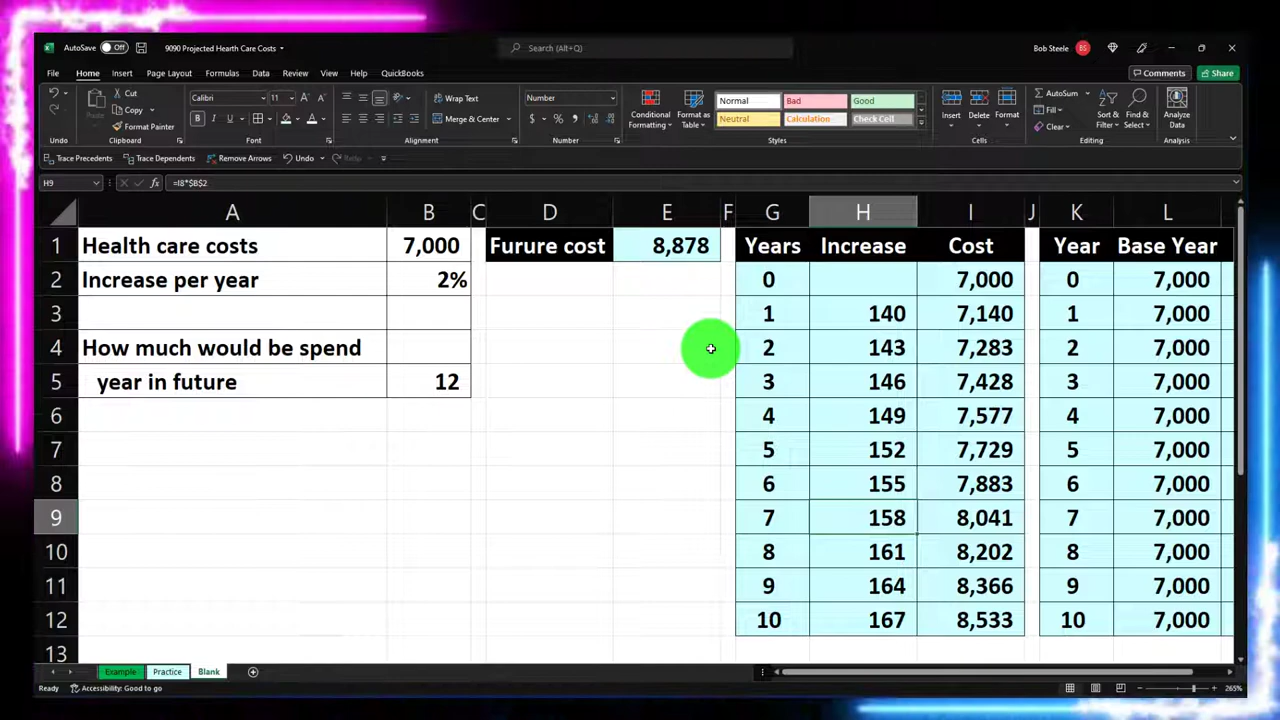 AutoSave Off 9090 Projected Hearth Care Costs Search (Alt+Q) Bob Steele BS
File Home Insert Page Layout Formulas Data Review View Help QuickBooks Comments Share
Cut Calibri 11 Wrap Text Number Normal Bad Good AutoSum
Copy Fill
Paste Format Painter B I U Merge & Center $ % Conditional Formatting Format as Table Neutral Calculation Check Cell Insert Delete Format Clear Sort & Filter Find & Select Analyze Data
Undo Clipboard Font Alignment Number Styles Cells Editing Analysis
Trace Precedents Trace Dependents Remove Arrows Undo Redo
H9 fx =I8*$B$2
A B C D E F G H I J K L
1 Health care costs 7,000 Furure cost 8,878 Years Increase Cost Year Base Year
2 Increase per year 2% 0 7,000 0 7,000
3 1 140 7,140 1 7,000
4 How much would be spend 2 143 7,283 2 7,000
5 year in future 12 3 146 7,428 3 7,000
6 4 149 7,577 4 7,000
7 5 152 7,729 5 7,000
8 6 155 7,883 6 7,000
9 7 158 8,041 7 7,000
10 8 161 8,202 8 7,000
11 9 164 8,366 9 7,000
12 10 167 8,533 10 7,000
13
Example Practice Blank
Ready Accessibility: Good to go 265%